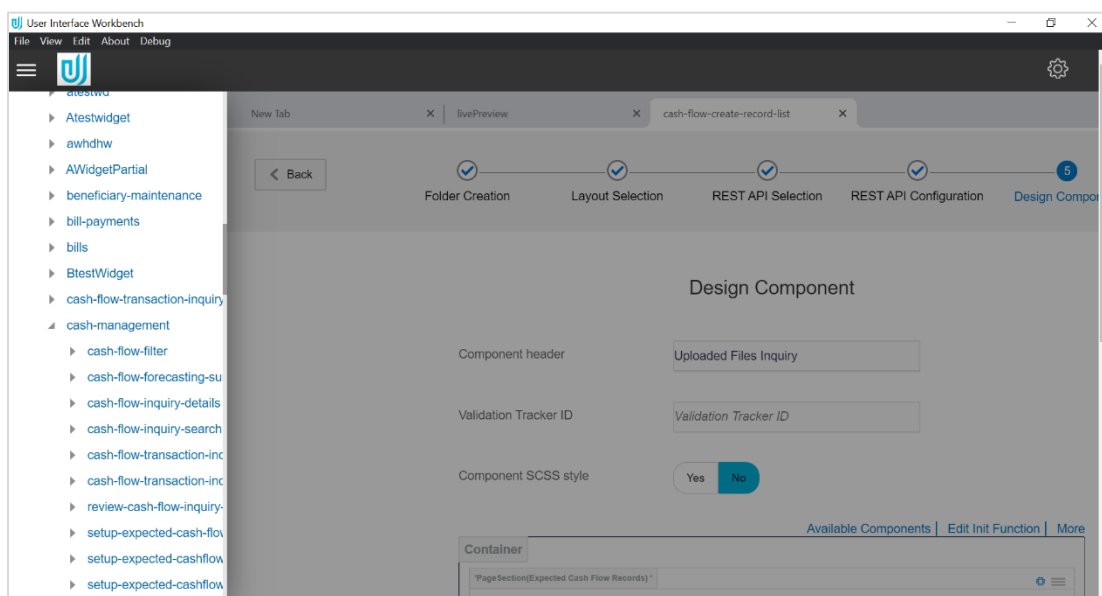 User Interface Workbench
File View Edit About Debug
atestwd
Atestwidget
awhdhw
AWidgetPartial
beneficiary-maintenance
bill-payments
bills
BtestWidget
cash-flow-transaction-inquiry
cash-management
cash-flow-filter
cash-flow-forecasting-su
cash-flow-inquiry-details
cash-flow-inquiry-search
cash-flow-transaction-inq
cash-flow-transaction-inq
review-cash-flow-inquiry-
setup-expected-cash-flow
setup-expected-cashflow
setup-expected-cashflow
New Tab livePreview cash-flow-create-record-list
Back
Folder Creation Layout Selection REST API Selection REST API Configuration 5 Design Compon
Design Component
Component header Uploaded Files Inquiry
Validation Tracker ID Validation Tracker ID
Component SCSS style Yes No
Available Components | Edit Init Function | More
Container
'PageSection(Expected Cash Flow Records) '